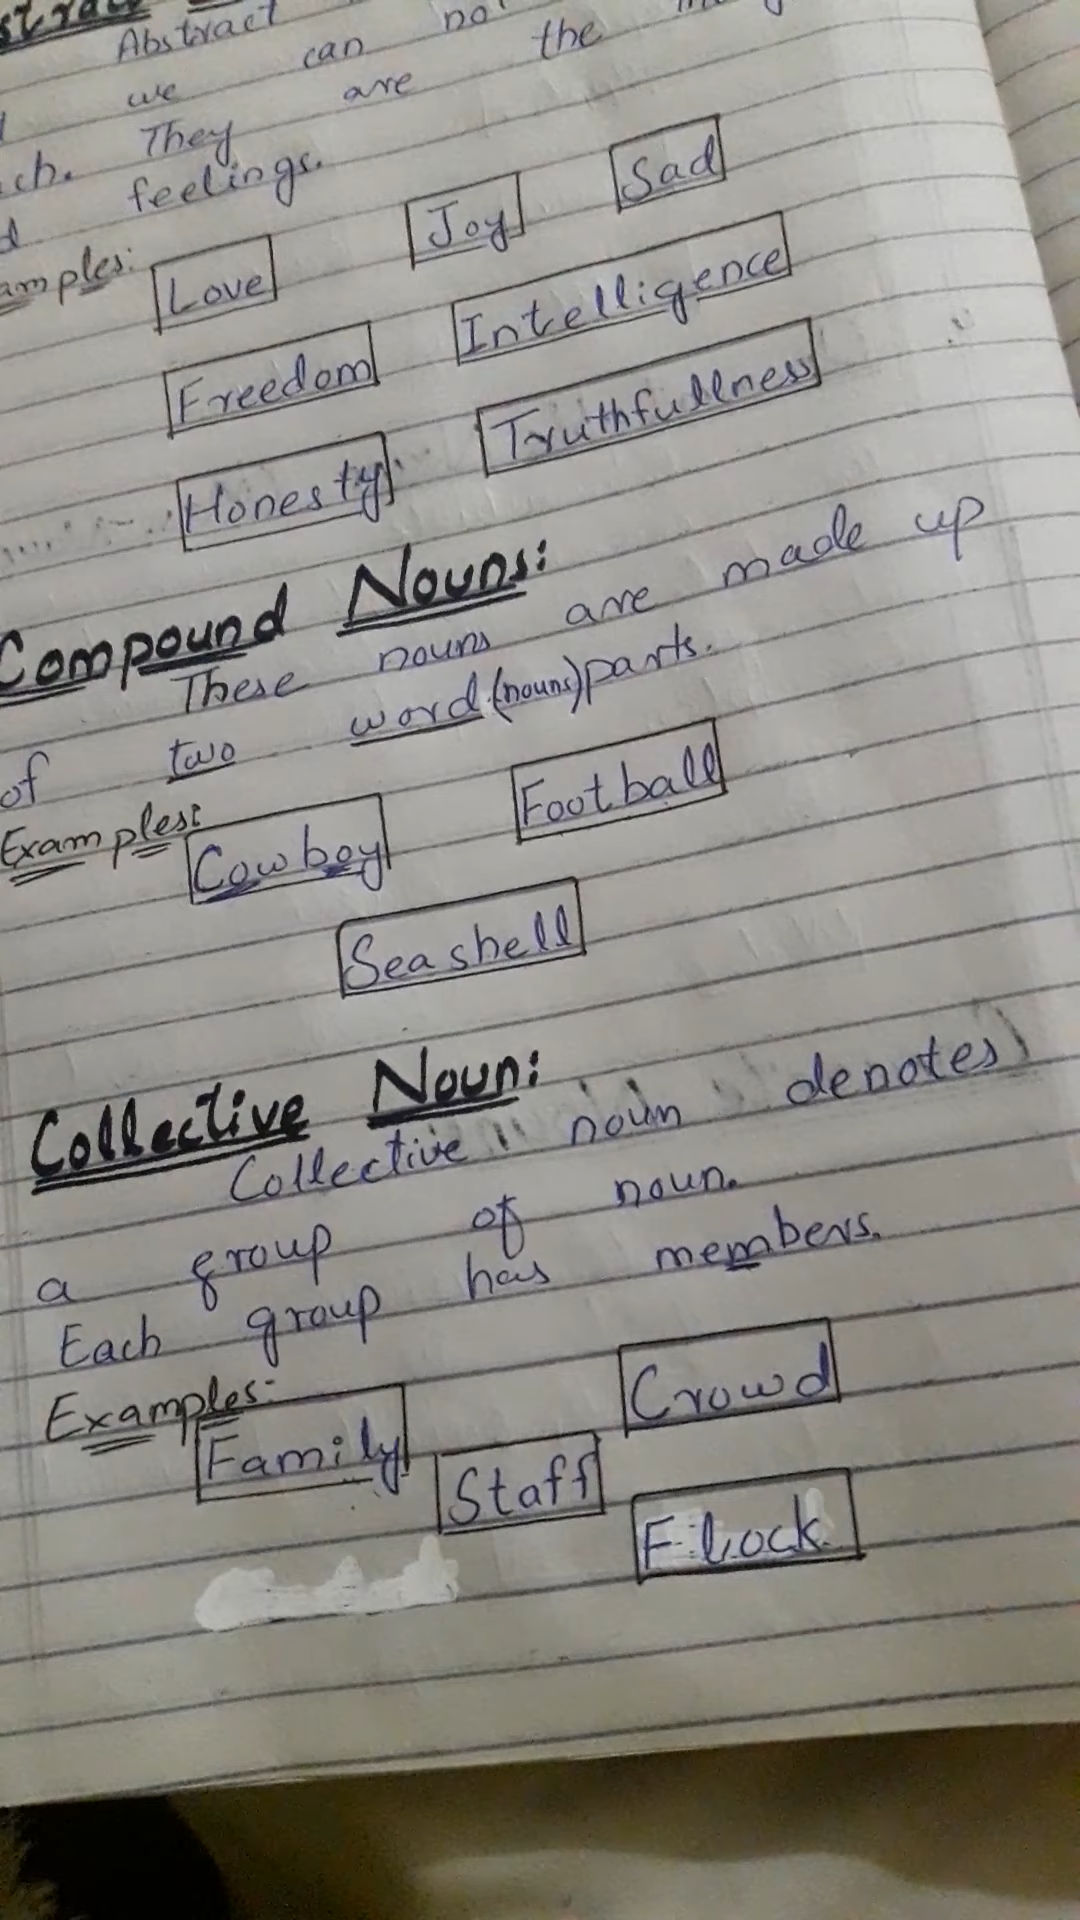 Abstract
we can
They are the
feelings.
Examples:
Love Joy Sad
Freedom Intelligence
Honesty Truthfullness
Compound Nouns:
These nouns are made up
of two word (nouns) parts.
Examples:
Cowboy Football
Seashell
Collective Noun:
Collective noun denotes
a group of noun.
Each group has members.
Examples:
Family Crowd
Staff
Flock